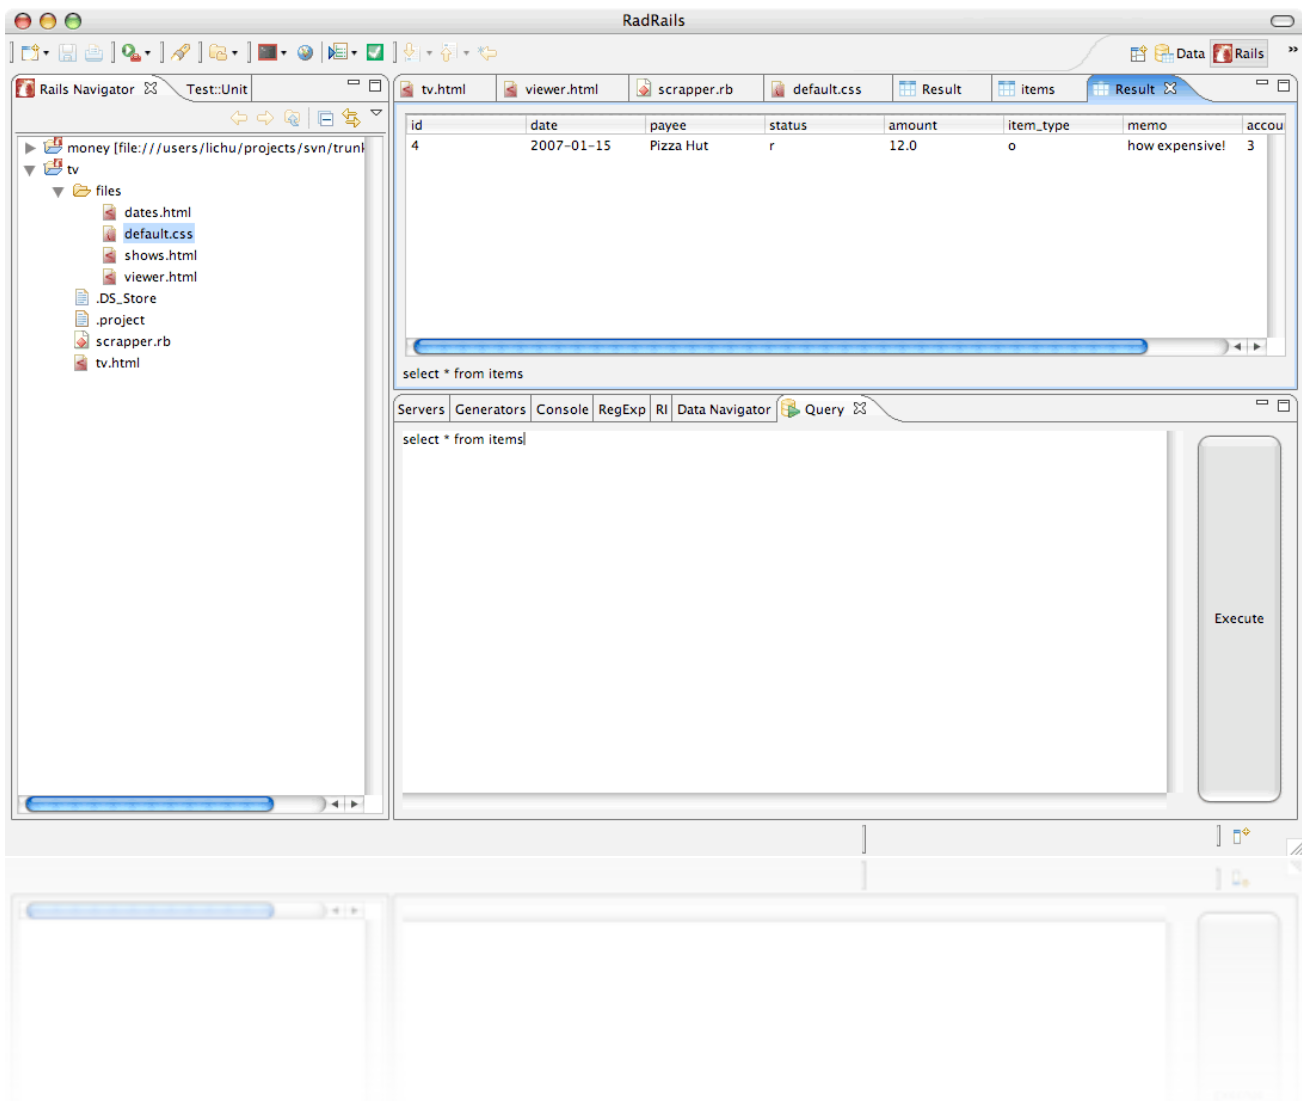 RadRails
Data Rails »
Rails Navigator Test::Unit
money [file:///users/lichu/projects/svn/trunk
tv
files
dates.html
default.css
shows.html
viewer.html
.DS_Store
.project
scrapper.rb
tv.html
tv.html viewer.html scrapper.rb default.css Result items Result
id date payee status amount item_type memo accou
4 2007-01-15 Pizza Hut r 12.0 o how expensive! 3
select * from items
Servers Generators Console RegExp RI Data Navigator Query
select * from items
Execute